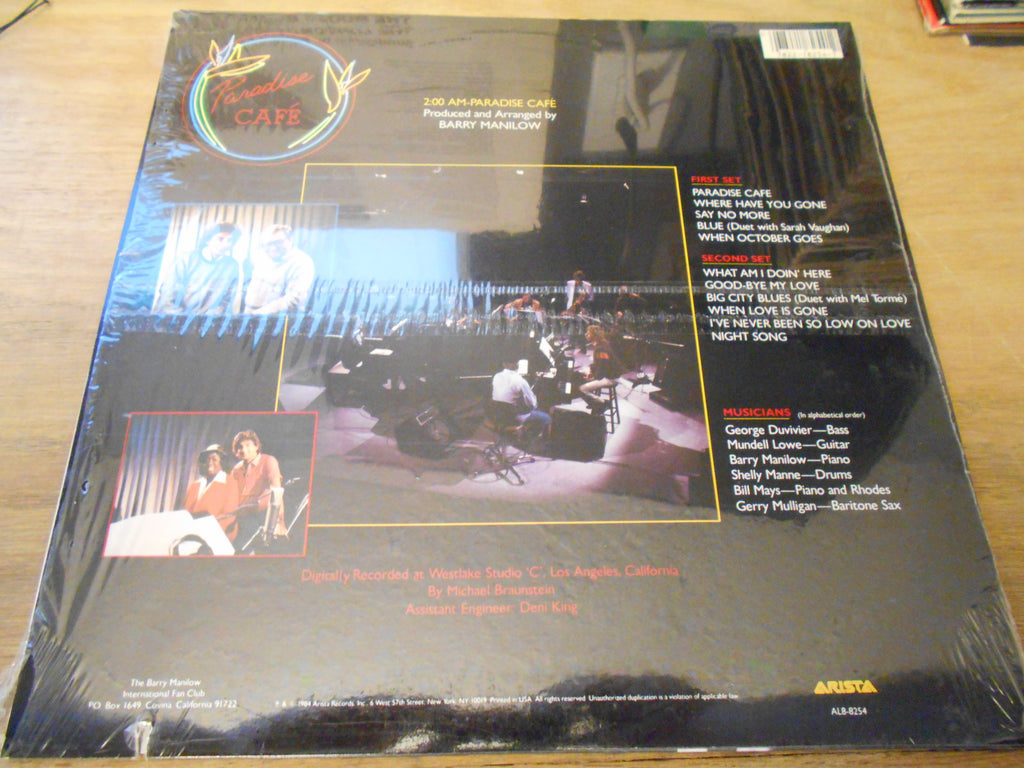 Paradise
CAFÉ
2:00 AM-PARADISE CAFÉ
Produced and Arranged by
BARRY MANILOW
FIRST SET
PARADISE CAFE
WHERE HAVE YOU GONE
SAY NO MORE
BLUE (Duet with Sarah Vaughan)
WHEN OCTOBER GOES
SECOND SET
WHAT AM I DOIN' HERE
GOOD-BYE MY LOVE
BIG CITY BLUES (Duet with Mel Tormé)
WHEN LOVE IS GONE
I'VE NEVER BEEN SO LOW ON LOVE
NIGHT SONG
MUSICIANS (In alphabetical order)
George Duvivier—Bass
Mundell Lowe—Guitar
Barry Manilow—Piano
Shelly Manne—Drums
Bill Mays—Piano and Rhodes
Gerry Mulligan—Baritone Sax
Digitally Recorded at Westlake Studio 'C', Los Angeles, California
By Michael Braunstein
Assistant Engineer: Deni King
The Barry Manilow
International Fan Club
PO Box 1649 Covina California 91722
℗ & © 1984 Arista Records, Inc. 6 West 57th Street, New York, NY 10019 Printed in USA. All rights reserved. Unauthorized duplication is a violation of applicable law.
ARISTA
AL8-8254